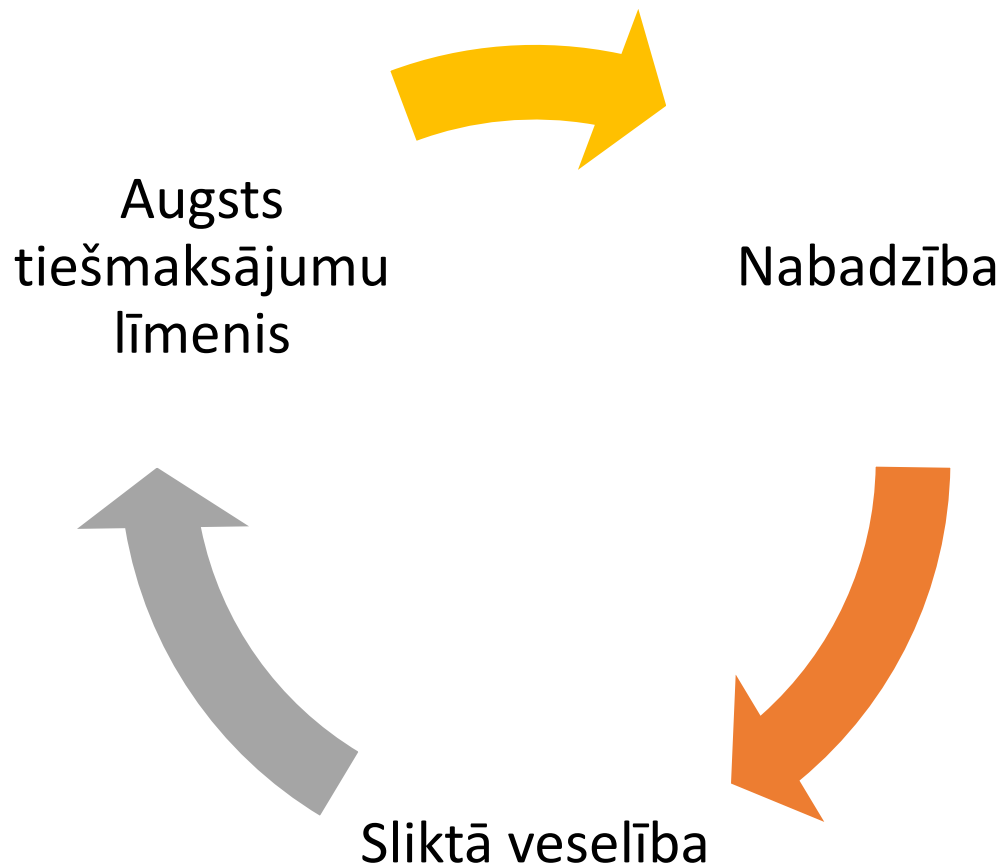 Augsts
tiešmaksājumu
līmenis
Nabadzība
Sliktā veselība